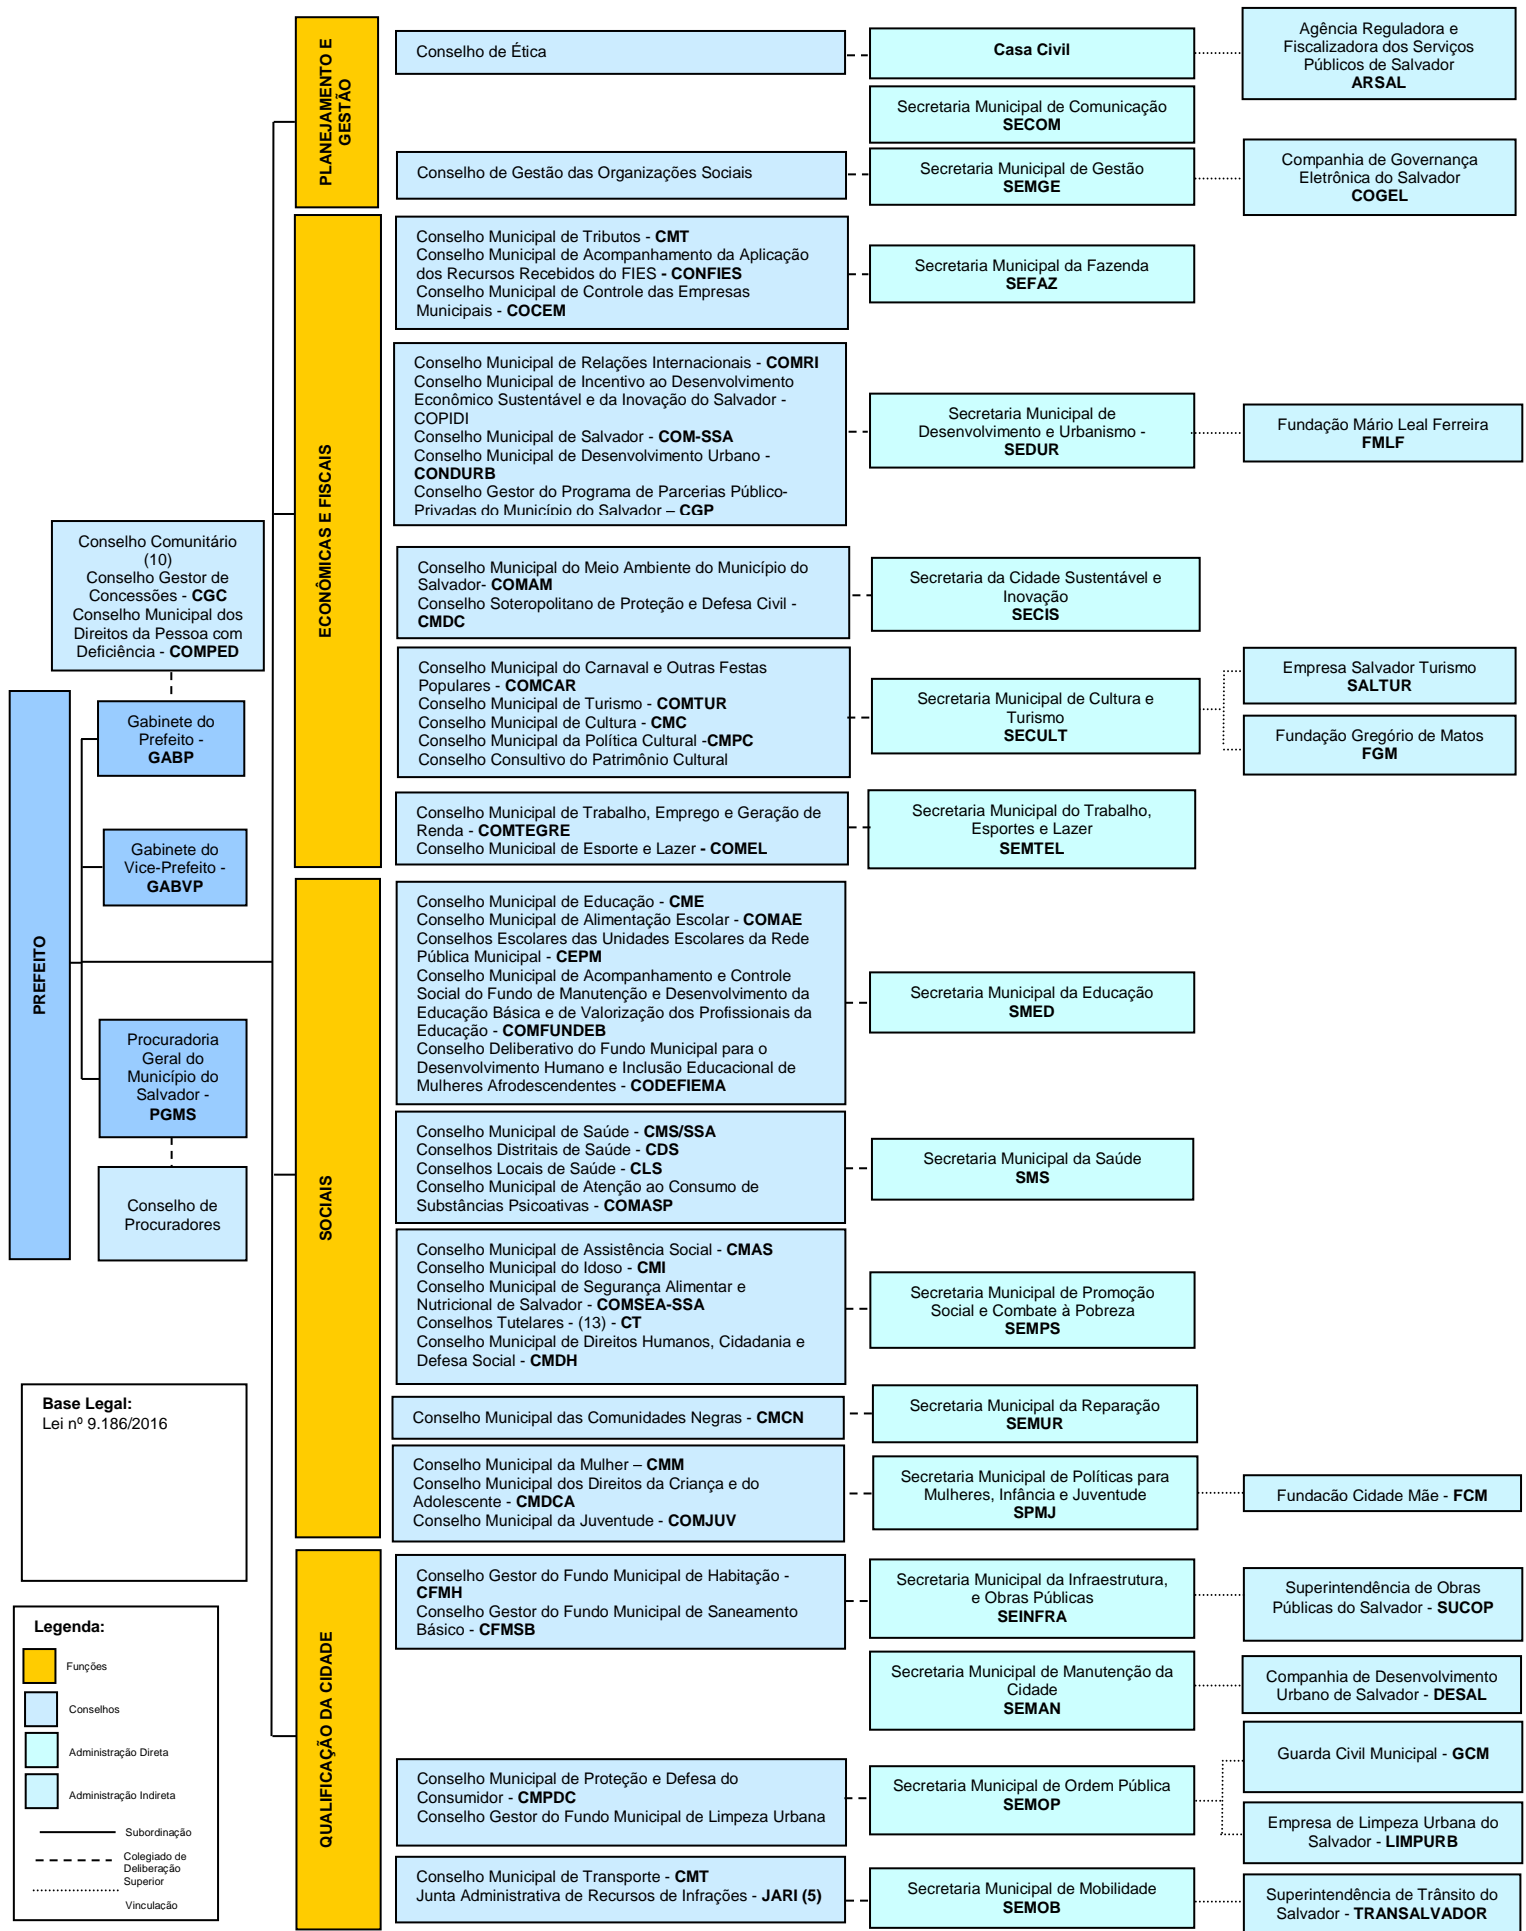 PLANEJAMENTO E
GESTÃO
Conselho de Ética
Casa Civil
Agência Reguladora e
Fiscalizadora dos Serviços
Públicos de Salvador
ARSAL
Secretaria Municipal de Comunicação
SECOM
Conselho de Gestão das Organizações Sociais
Secretaria Municipal de Gestão
SEMGE
Companhia de Governança
Eletrônica do Salvador
COGEL
ECONÔMICAS E FISCAIS
Conselho Municipal de Tributos - CMT
Conselho Municipal de Acompanhamento da Aplicação
dos Recursos Recebidos do FIES - CONFIES
Conselho Municipal de Controle das Empresas
Municipais - COCEM
Secretaria Municipal da Fazenda
SEFAZ
Conselho Municipal de Relações Internacionais - COMRI
Conselho Municipal de Incentivo ao Desenvolvimento
Econômico Sustentável e da Inovação do Salvador -
COPIDI
Conselho Municipal de Salvador - COM-SSA
Conselho Municipal de Desenvolvimento Urbano -
CONDURB
Conselho Gestor do Programa de Parcerias Público-
Privadas do Município do Salvador – CGP
Secretaria Municipal de
Desenvolvimento e Urbanismo -
SEDUR
Fundação Mário Leal Ferreira
FMLF
Conselho Comunitário
(10)
Conselho Gestor de
Concessões - CGC
Conselho Municipal dos
Direitos da Pessoa com
Deficiência - COMPED
Conselho Municipal do Meio Ambiente do Município do
Salvador- COMAM
Conselho Soteropolitano de Proteção e Defesa Civil -
CMDC
Secretaria da Cidade Sustentável e
Inovação
SECIS
Conselho Municipal do Carnaval e Outras Festas
Populares - COMCAR
Conselho Municipal de Turismo - COMTUR
Conselho Municipal de Cultura - CMC
Conselho Municipal da Política Cultural -CMPC
Conselho Consultivo do Patrimônio Cultural
Secretaria Municipal de Cultura e
Turismo
SECULT
Empresa Salvador Turismo
SALTUR
Fundação Gregório de Matos
FGM
PREFEITO
Gabinete do
Prefeito -
GABP
Gabinete do
Vice-Prefeito -
GABVP
Procuradoria
Geral do
Município do
Salvador -
PGMS
Conselho de
Procuradores
Conselho Municipal de Trabalho, Emprego e Geração de
Renda - COMTEGRE
Conselho Municipal de Esporte e Lazer - COMEL
Secretaria Municipal do Trabalho,
Esportes e Lazer
SEMTEL
SOCIAIS
Conselho Municipal de Educação - CME
Conselho Municipal de Alimentação Escolar - COMAE
Conselhos Escolares das Unidades Escolares da Rede
Pública Municipal - CEPM
Conselho Municipal de Acompanhamento e Controle
Social do Fundo de Manutenção e Desenvolvimento da
Educação Básica e de Valorização dos Profissionais da
Educação - COMFUNDEB
Conselho Deliberativo do Fundo Municipal para o
Desenvolvimento Humano e Inclusão Educacional de
Mulheres Afrodescendentes - CODEFIEMA
Secretaria Municipal da Educação
SMED
Conselho Municipal de Saúde - CMS/SSA
Conselhos Distritais de Saúde - CDS
Conselhos Locais de Saúde - CLS
Conselho Municipal de Atenção ao Consumo de
Substâncias Psicoativas - COMASP
Secretaria Municipal da Saúde
SMS
Conselho Municipal de Assistência Social - CMAS
Conselho Municipal do Idoso - CMI
Conselho Municipal de Segurança Alimentar e
Nutricional de Salvador - COMSEA-SSA
Conselhos Tutelares - (13) - CT
Conselho Municipal de Direitos Humanos, Cidadania e
Defesa Social - CMDH
Secretaria Municipal de Promoção
Social e Combate à Pobreza
SEMPS
Conselho Municipal das Comunidades Negras - CMCN
Secretaria Municipal da Reparação
SEMUR
Conselho Municipal da Mulher – CMM
Conselho Municipal dos Direitos da Criança e do
Adolescente - CMDCA
Conselho Municipal da Juventude - COMJUV
Secretaria Municipal de Políticas para
Mulheres, Infância e Juventude
SPMJ
Fundacão Cidade Mãe - FCM
Base Legal:
Lei nº 9.186/2016
QUALIFICAÇÃO DA CIDADE
Conselho Gestor do Fundo Municipal de Habitação -
CFMH
Conselho Gestor do Fundo Municipal de Saneamento
Básico - CFMSB
Secretaria Municipal da Infraestrutura,
e Obras Públicas
SEINFRA
Superintendência de Obras
Públicas do Salvador - SUCOP
Secretaria Municipal de Manutenção da
Cidade
SEMAN
Companhia de Desenvolvimento
Urbano de Salvador - DESAL
Conselho Municipal de Proteção e Defesa do
Consumidor - CMPDC
Conselho Gestor do Fundo Municipal de Limpeza Urbana
Secretaria Municipal de Ordem Pública
SEMOP
Guarda Civil Municipal - GCM
Empresa de Limpeza Urbana do
Salvador - LIMPURB
Conselho Municipal de Transporte - CMT
Junta Administrativa de Recursos de Infrações - JARI (5)
Secretaria Municipal de Mobilidade
SEMOB
Superintendência de Trânsito do
Salvador - TRANSALVADOR
Legenda:
Funções
Conselhos
Administração Direta
Administração Indireta
Subordinação
Colegiado de
Deliberação
Superior
Vinculação